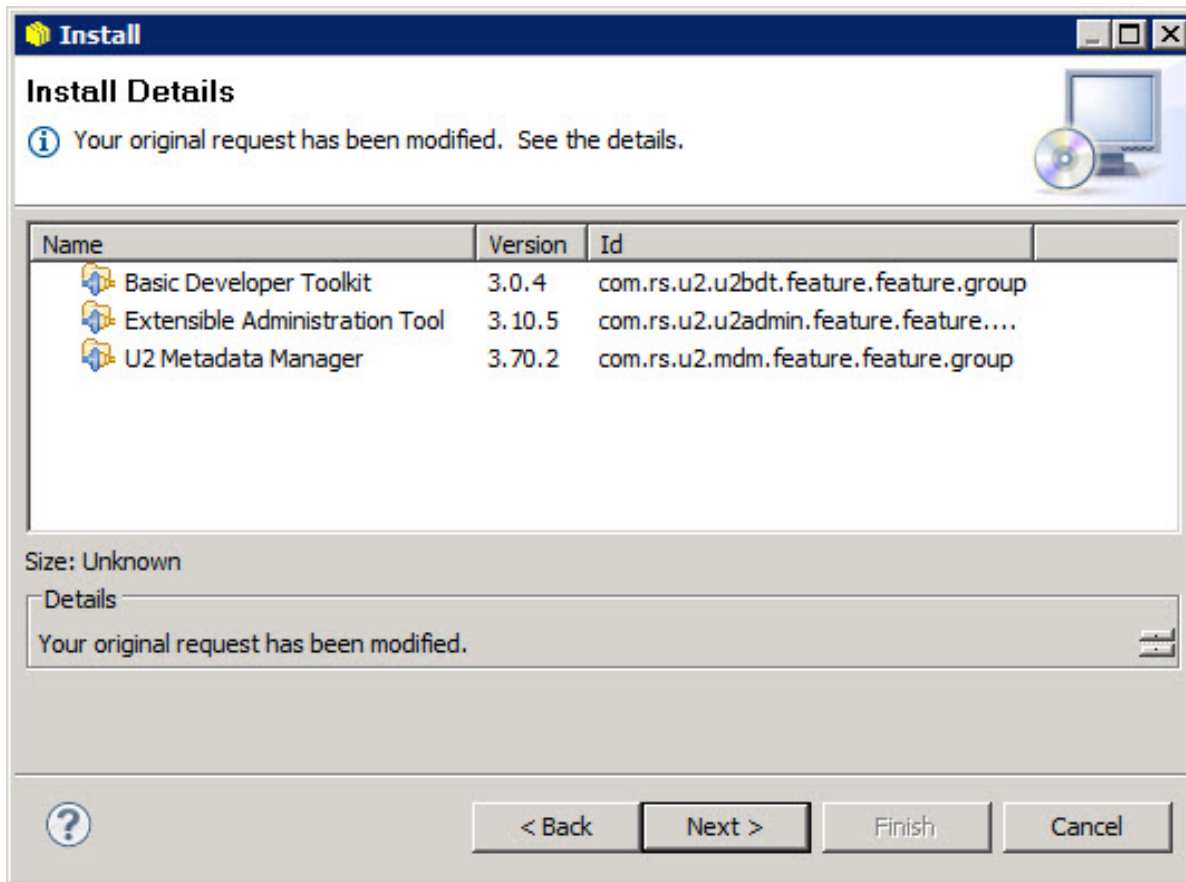 Install
Install Details
Your original request has been modified. See the details.
Name Version Id
Basic Developer Toolkit 3.0.4 com.rs.u2.u2bdt.feature.feature.group
Extensible Administration Tool 3.10.5 com.rs.u2.u2admin.feature.feature....
U2 Metadata Manager 3.70.2 com.rs.u2.mdm.feature.feature.group
Size: Unknown
Details
Your original request has been modified.
? < Back Next > Finish Cancel